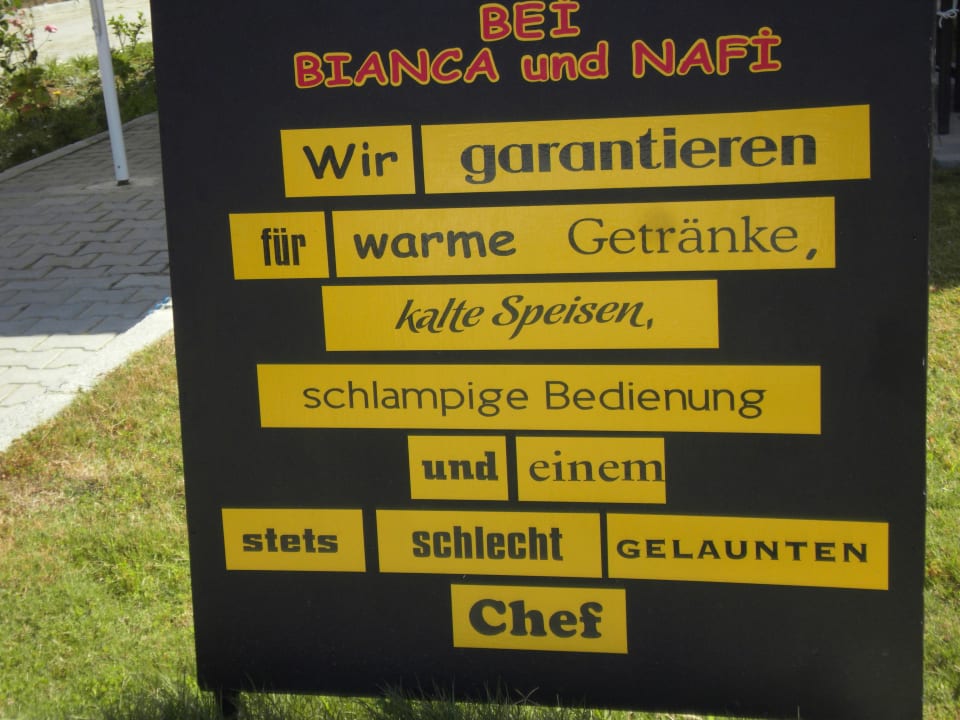 BEİ
BIANCA und NAFİ
Wir garantieren
für warme Getränke,
kalte Speisen,
schlampige Bedienung
und einem
stets schlecht GELAUNTEN
Chef